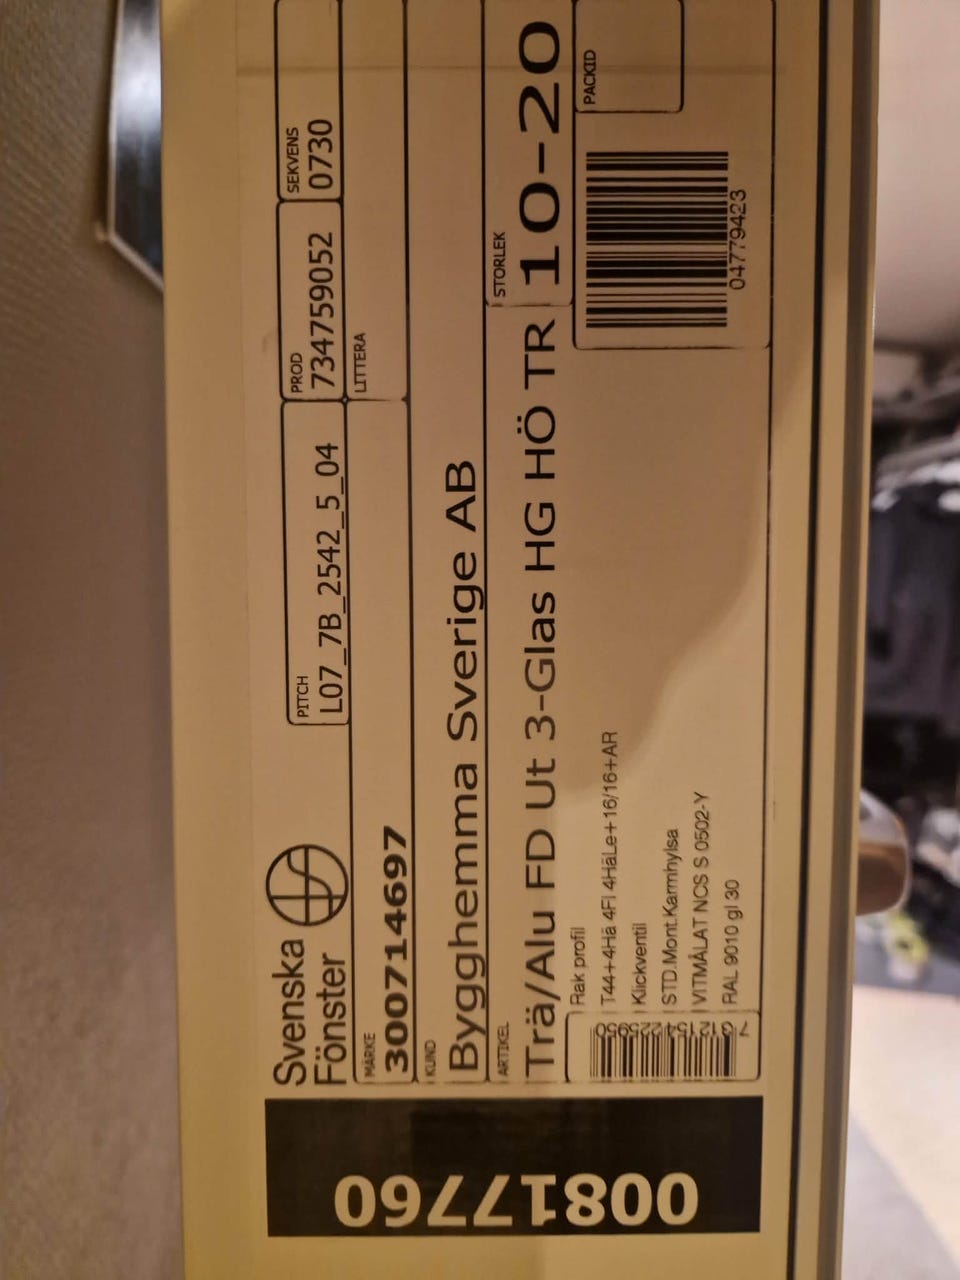 Svenska
Fönster
PITCH
L07_7B_2542_5_04
PROD
734759052
SEKVENS
0730
MÄRKE
300714697
LITTERA
KUND
Bygghemma Sverige AB
ARTIKEL
Trä/Alu FD Ut 3-Glas HG HÖ TR
STORLEK
10-20
Rak profil
T44+4Hä 4Fl 4HäLe+16/16+AR
Klickventil
STD.Mont.Karmhylsa
VITMÅLAT NCS S 0502-Y
RAL 9010 gl 30
PACKID
04779423
00817760